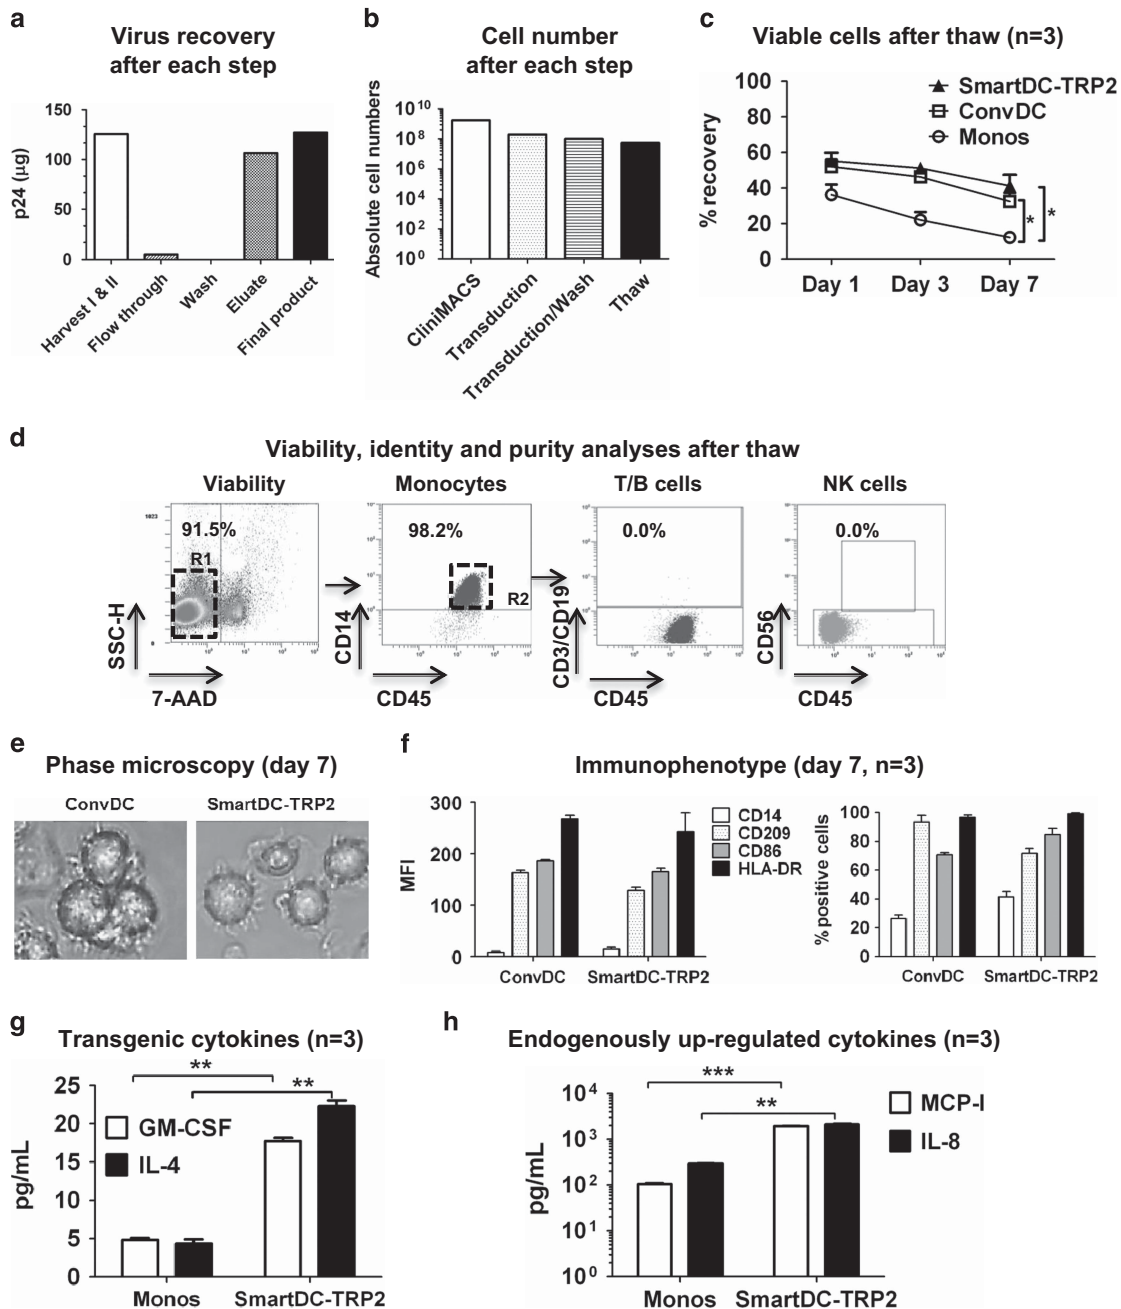 a
Virus recovery
after each step
p24 (µg)
150
100
50
0
Harvest I & II
Flow through
Wash
Eluate
Final product
b
Cell number
after each step
Absolute cell numbers
10^10
10^8
10^6
10^4
10^2
10^0
CliniMACS
Transduction
Transduction/Wash
Thaw
c
Viable cells after thaw (n=3)
% recovery
100
80
60
40
20
0
SmartDC-TRP2
ConvDC
Monos
*
*
Day 1 Day 3 Day 7
d
Viability, identity and purity analyses after thaw
Viability
91.5%
R1
1023
SSC-H
7-AAD
Monocytes
98.2%
R2
CD14
CD45
T/B cells
0.0%
CD3/CD19
CD45
NK cells
0.0%
CD56
CD45
e
Phase microscopy (day 7)
ConvDC SmartDC-TRP2
f
Immunophenotype (day 7, n=3)
MFI
300
200
100
0
ConvDC SmartDC-TRP2
CD14
CD209
CD86
HLA-DR
% positive cells
100
80
60
40
20
0
ConvDC SmartDC-TRP2
g
Transgenic cytokines (n=3)
**
**
pg/mL
25
20
15
10
5
0
GM-CSF
IL-4
Monos SmartDC-TRP2
h
Endogenously up-regulated cytokines (n=3)
***
**
pg/mL
10^4
10^3
10^2
10^1
10^0
MCP-I
IL-8
Monos SmartDC-TRP2